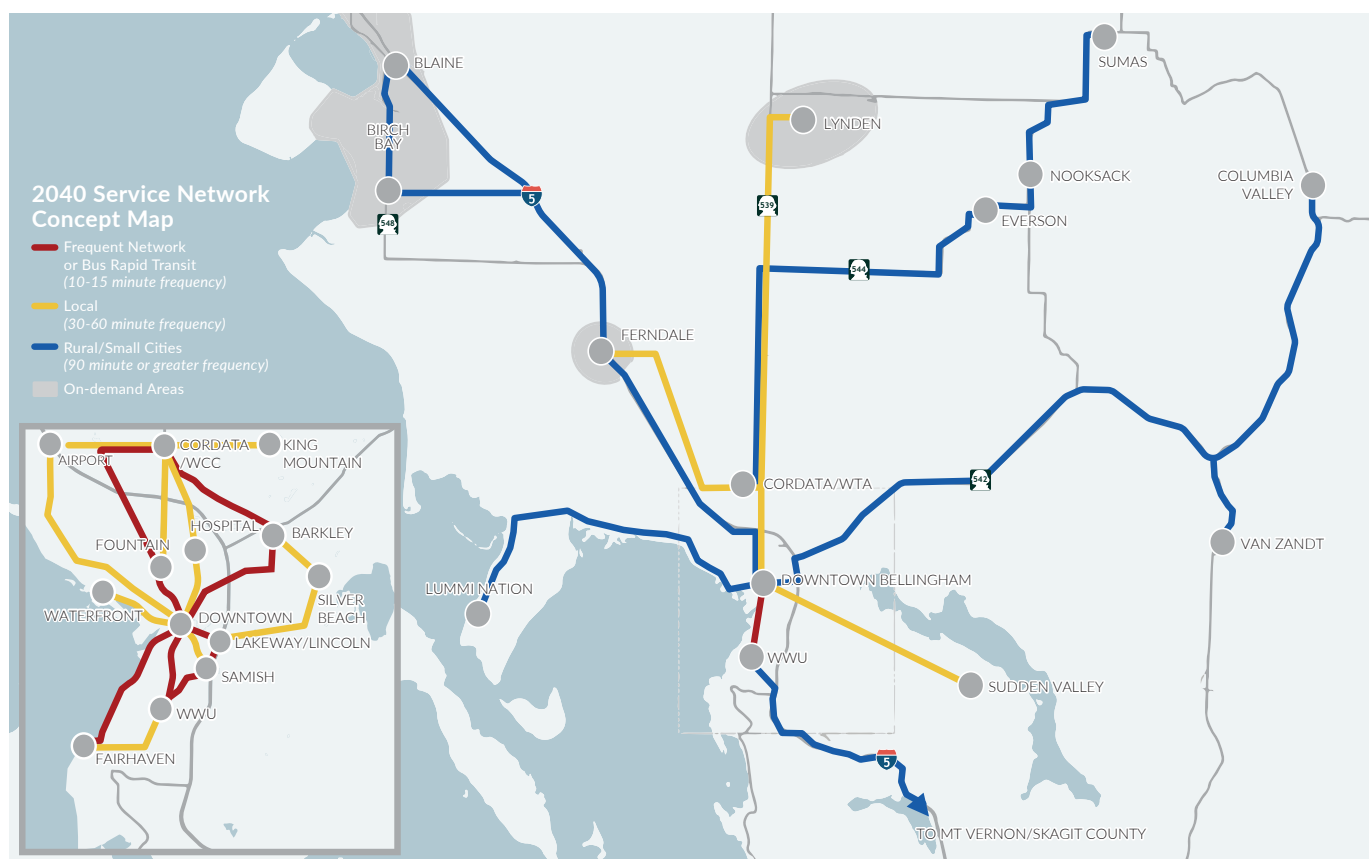 BLAINE
SUMAS
LYNDEN
BIRCH
BAY
NOOKSACK
COLUMBIA
VALLEY
2040 Service Network
Concept Map
5
539
EVERSON
548
Frequent Network
or Bus Rapid Transit
(10-15 minute frequency)
544
Local
(30-60 minute frequency)
FERNDALE
Rural/Small Cities
(90 minute or greater frequency)
On-demand Areas
AIRPORT
CORDATA
/WCC
KING
MOUNTAIN
CORDATA/WTA
542
HOSPITAL
BARKLEY
FOUNTAIN
VAN ZANDT
LUMMI NATION
DOWNTOWN BELLINGHAM
SILVER
BEACH
WATERFRONT
DOWNTOWN
LAKEWAY/LINCOLN
SAMISH
WWU
WWU
SUDDEN VALLEY
FAIRHAVEN
5
TO MT VERNON/SKAGIT COUNTY